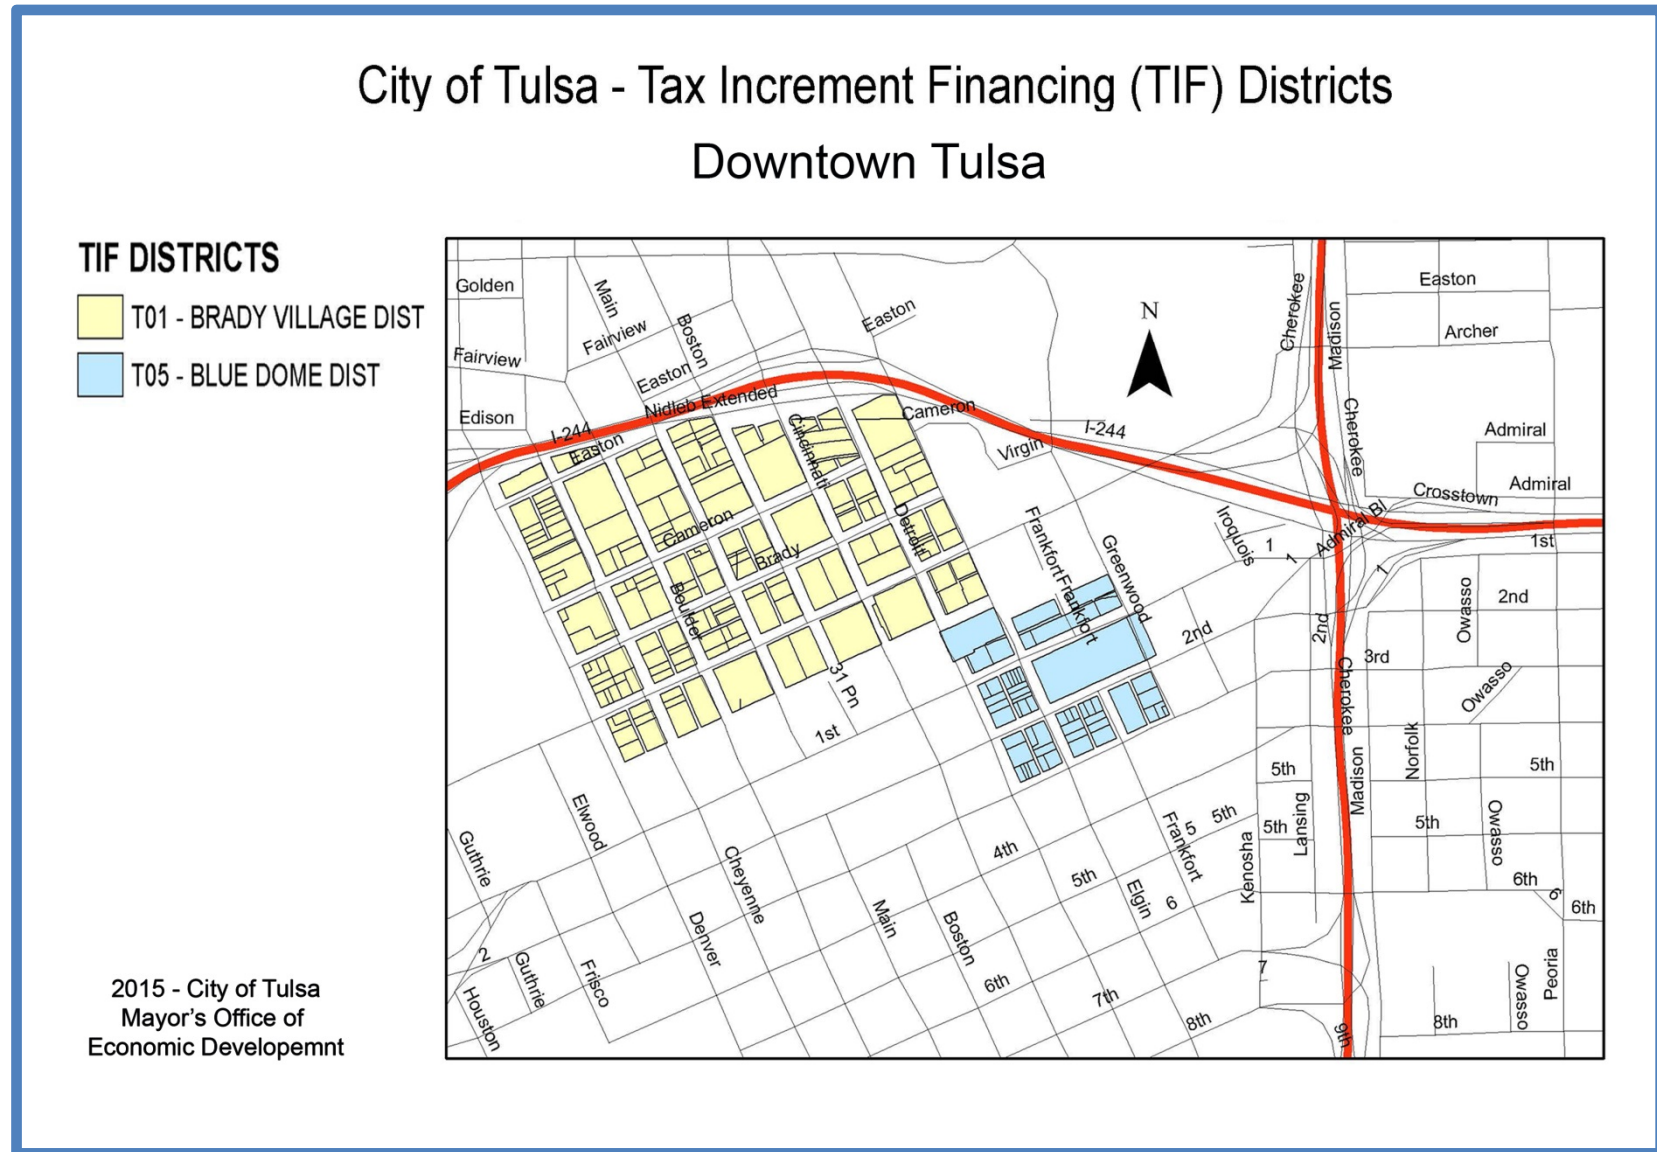 City of Tulsa - Tax Increment Financing (TIF) Districts
Downtown Tulsa
TIF DISTRICTS
T01 - BRADY VILLAGE DIST
T05 - BLUE DOME DIST
Golden
Main
Boston
Fairview
Fairview
Easton
Easton
Edison
Nidleb Extended
I-244
Easton
Cincinnati
Cameron
N
Cherokee
Madison
Easton
Archer
Cherokee
Admiral
Admiral
Crosstown
Admiral Bl
I-244
Virgin
Cameron
Brady
Detroit
Boulder
Frankfort
Frankfort
Greenwood
Iroquois
1
1
1
1st
2nd
Owasso
2nd
2nd
3rd
Cherokee
Owasso
31 Pn
1st
Norfolk
Madison
5th
5th
Lansing
5th
5th
Owasso
Elwood
Guthrie
Cheyenne
Denver
Main
Boston
4th
5th
Frankfort
5
5th
Kenosha
Elgin
6
6th
6
6th
2
Guthrie
Frisco
Houston
6th
7th
8th
7
9th
8th
Owasso
Peoria
2015 - City of Tulsa
Mayor's Office of
Economic Developemnt